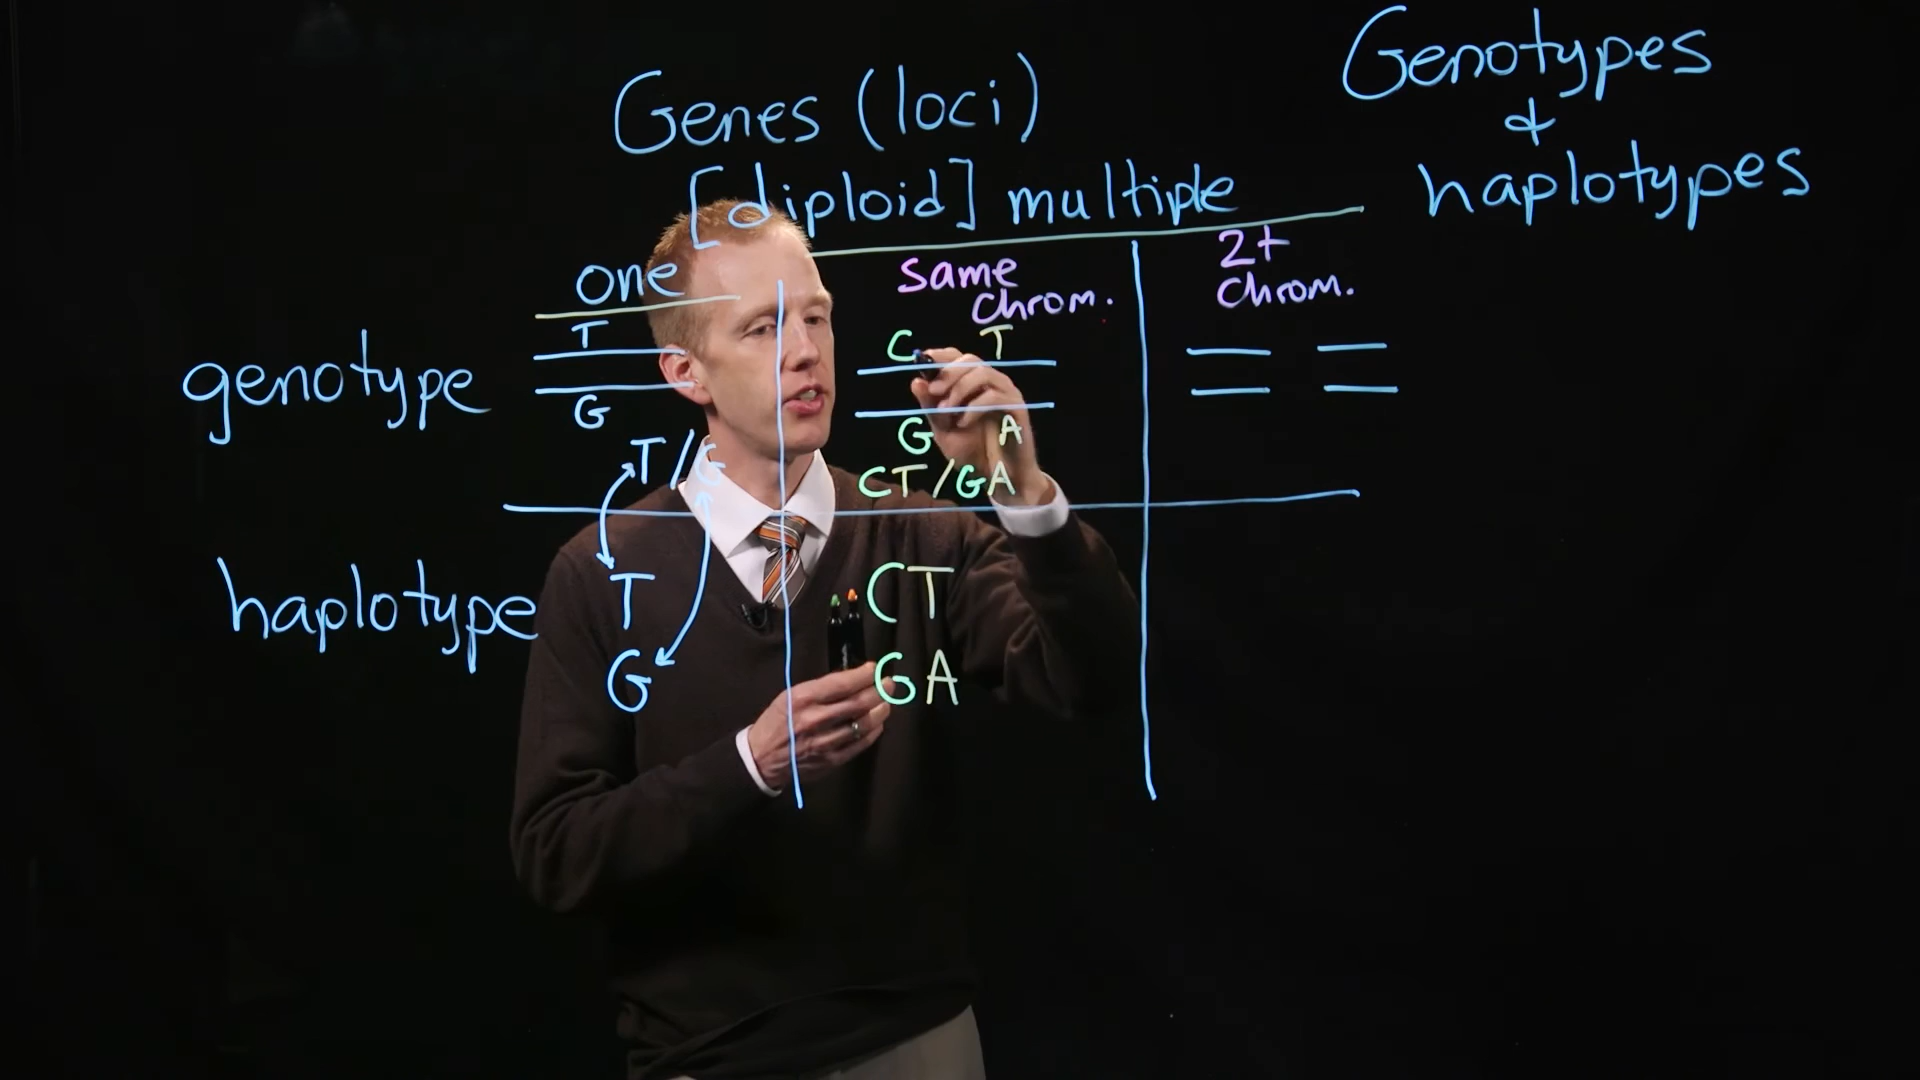 Genotypes
&
haplotypes
Genes (loci)
[diploid] multiple
one
same
chrom.
2+
chrom.
genotype
T
G
T/G
C T
G A
CT/GA
haplotype
T
G
CT
GA